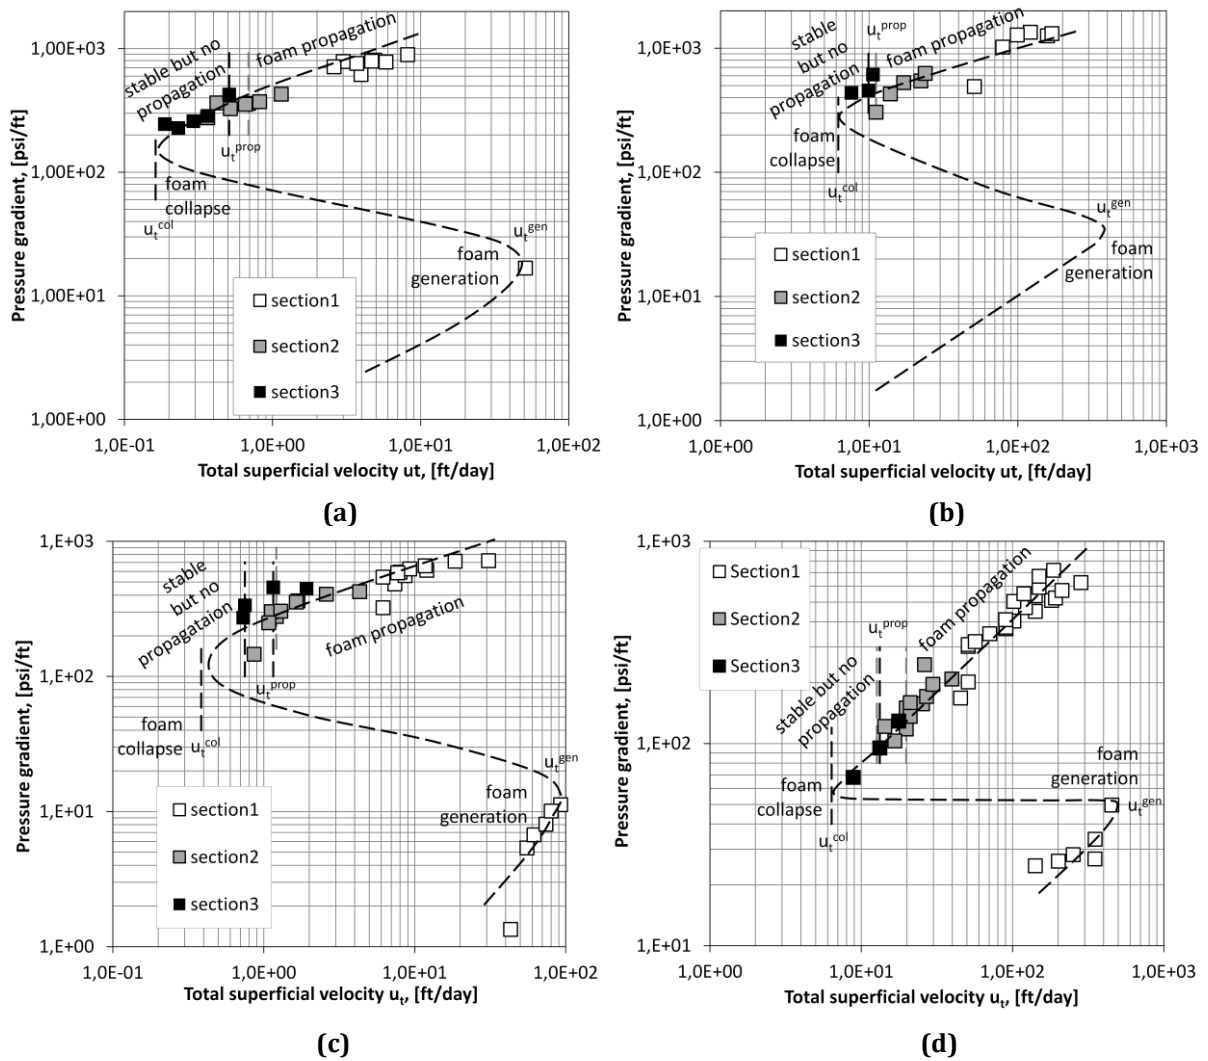 1,00E+03
1,00E+02
1,00E+01
1,00E+00
Pressure gradient, [psi/ft]
stable but no
propagation
foam propagation
u_t^prop
foam
collapse
u_t^col
u_t^gen
foam
generation
section1
section2
section3
1,0E-01
1,0E+00
1,0E+01
1,0E+02
Total superficial velocity ut, [ft/day]
(a)
1,00E+03
1,00E+02
1,00E+01
1,00E+00
Pressure gradient, [psi/ft]
stable
but no
propagation
u_t^prop
foam propagation
foam
collapse
u_t^col
u_t^gen
foam
generation
section1
section2
section3
1,0E+00
1,0E+01
1,0E+02
1,0E+03
Total superficial velocity ut, [ft/day]
(b)
1,E+03
1,E+02
1,E+01
1,E+00
Pressure gradient, [psi/ft]
stable
but no
propagataion
foam propagation
u_t^prop
foam
collapse
u_t^col
u_t^gen
foam
generation
section1
section2
section3
1,0E-01
1,0E+00
1,0E+01
1,0E+02
Total superficial velocity u_t, [ft/day]
(c)
1,E+03
1,E+02
1,E+01
Pressure gradient, [psi/ft]
Section1
Section2
Section3
foam propagation
u_t^prop
stable but no
propagation
foam
collapse
u_t^col
foam
generation
u_t^gen
1,0E+00
1,0E+01
1,0E+02
1,0E+03
Total superficial velocity u_t, [ft/day]
(d)